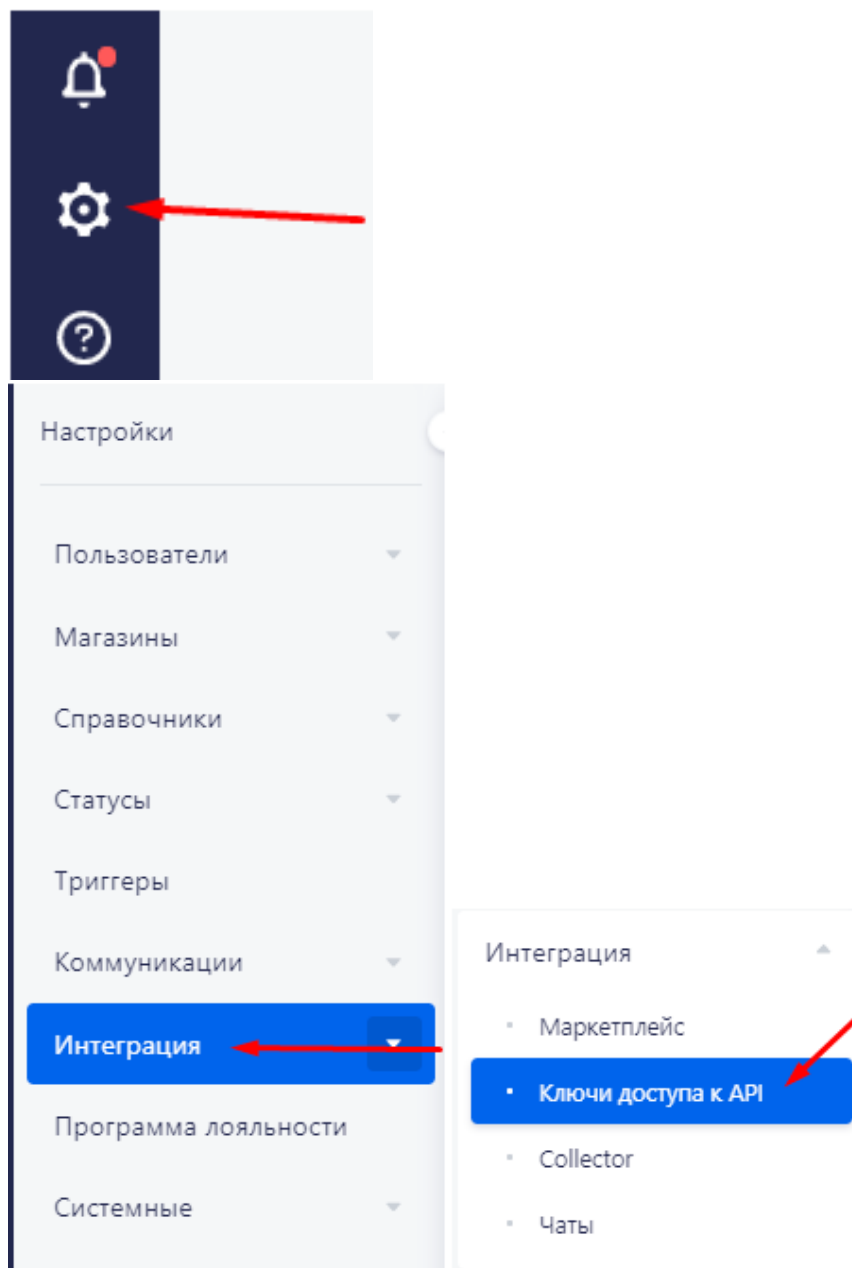 Настройки
Пользователи
Магазины
Справочники
Статусы
Триггеры
Коммуникации
Интеграция
Программа лояльности
Системные
Интеграция
Маркетплейс
Ключи доступа к API
Collector
Чаты